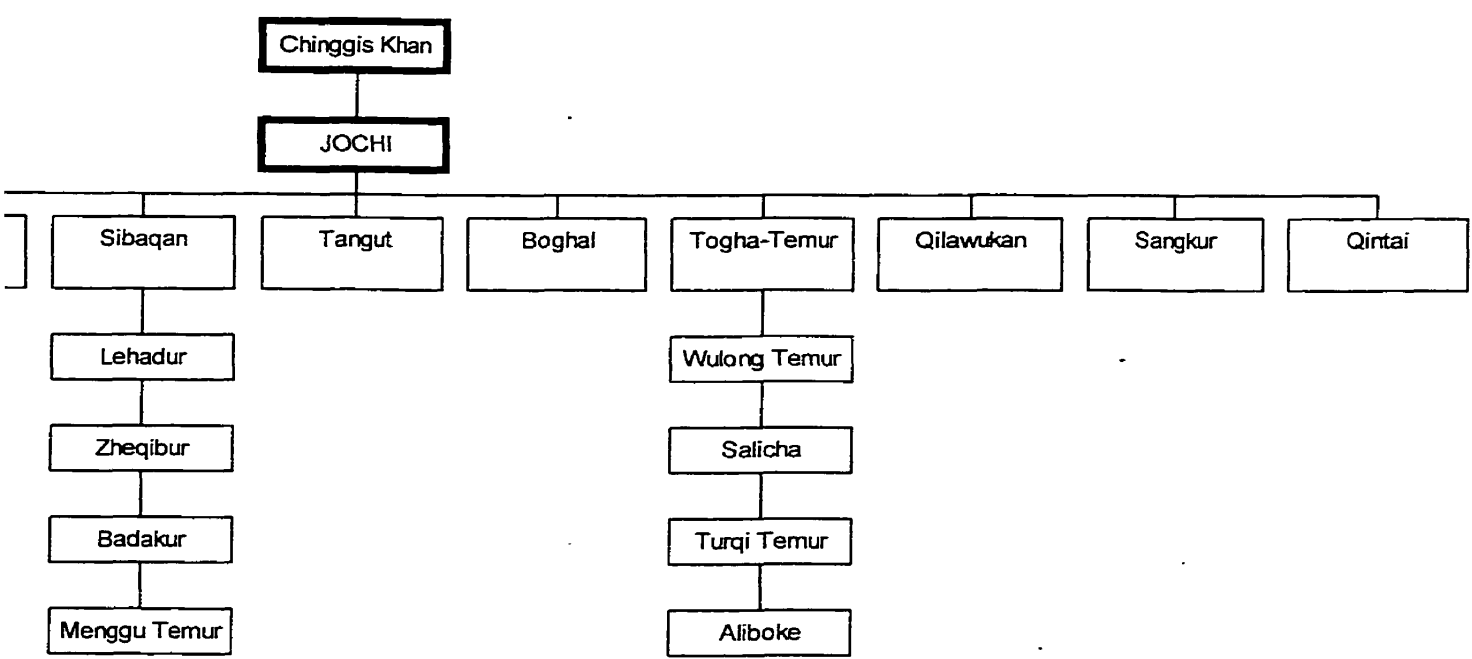 Chinggis Khan
JOCHI
Sibaqan
Tangut
Boghal
Togha-Temur
Qilawukan
Sangkur
Qintai
Lehadur
Wulong Temur
Zheqibur
Salicha
Badakur
Turqi Temur
Menggu Temur
Aliboke